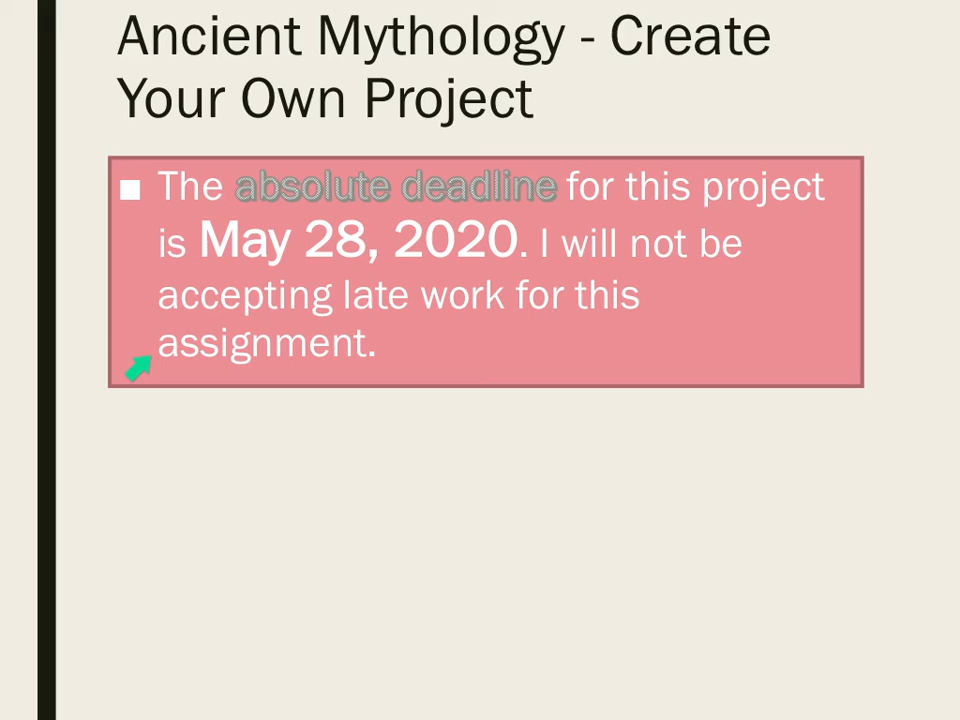 Ancient Mythology - Create
Your Own Project
■ The absolute deadline for this project
is May 28, 2020. I will not be
accepting late work for this
assignment.